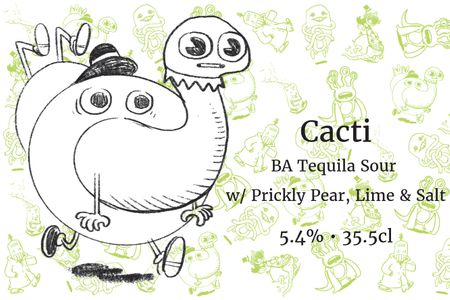 Cacti
BA Tequila Sour
w/ Prickly Pear, Lime & Salt
5.4% • 35.5cl